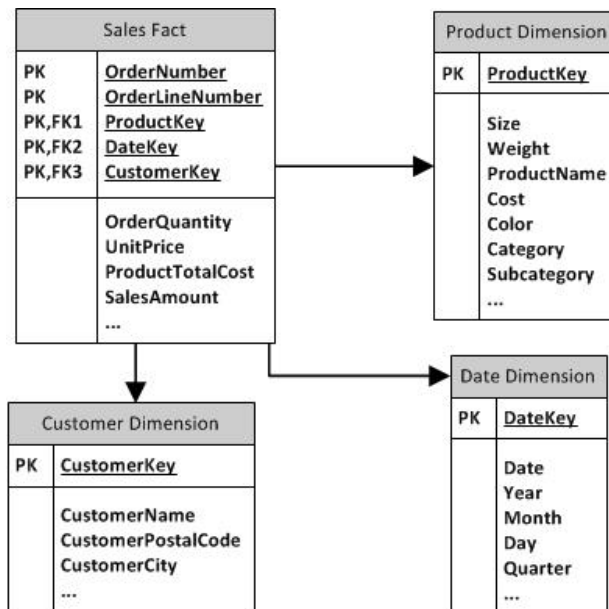 Sales Fact
PK OrderNumber
PK OrderLineNumber
PK,FK1 ProductKey
PK,FK2 DateKey
PK,FK3 CustomerKey
OrderQuantity
UnitPrice
ProductTotalCost
SalesAmount
...
Product Dimension
PK ProductKey
Size
Weight
ProductName
Cost
Color
Category
Subcategory
...
Customer Dimension
PK CustomerKey
CustomerName
CustomerPostalCode
CustomerCity
...
Date Dimension
PK DateKey
Date
Year
Month
Day
Quarter
...